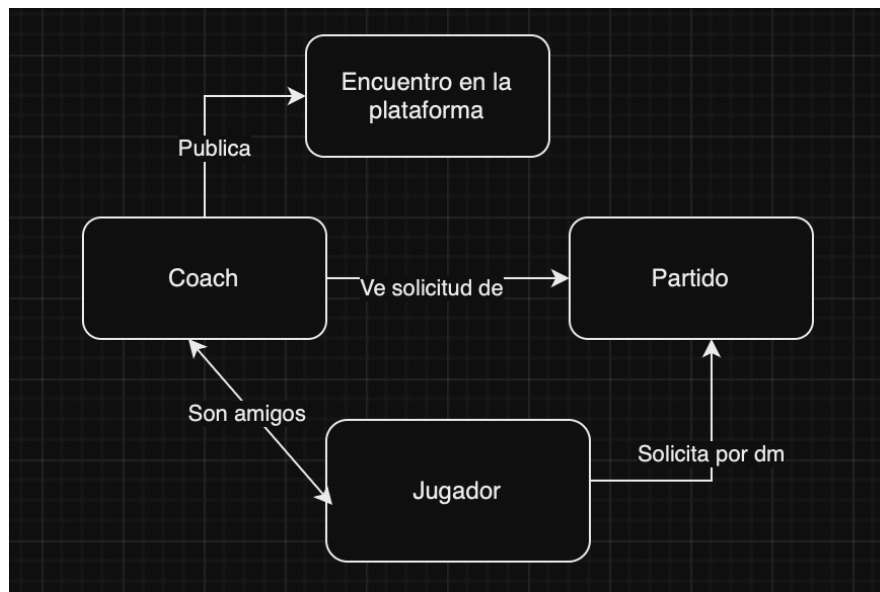 Encuentro en la
plataforma
Publica
Coach
Ve solicitud de
Partido
Son amigos
Jugador
Solicita por dm